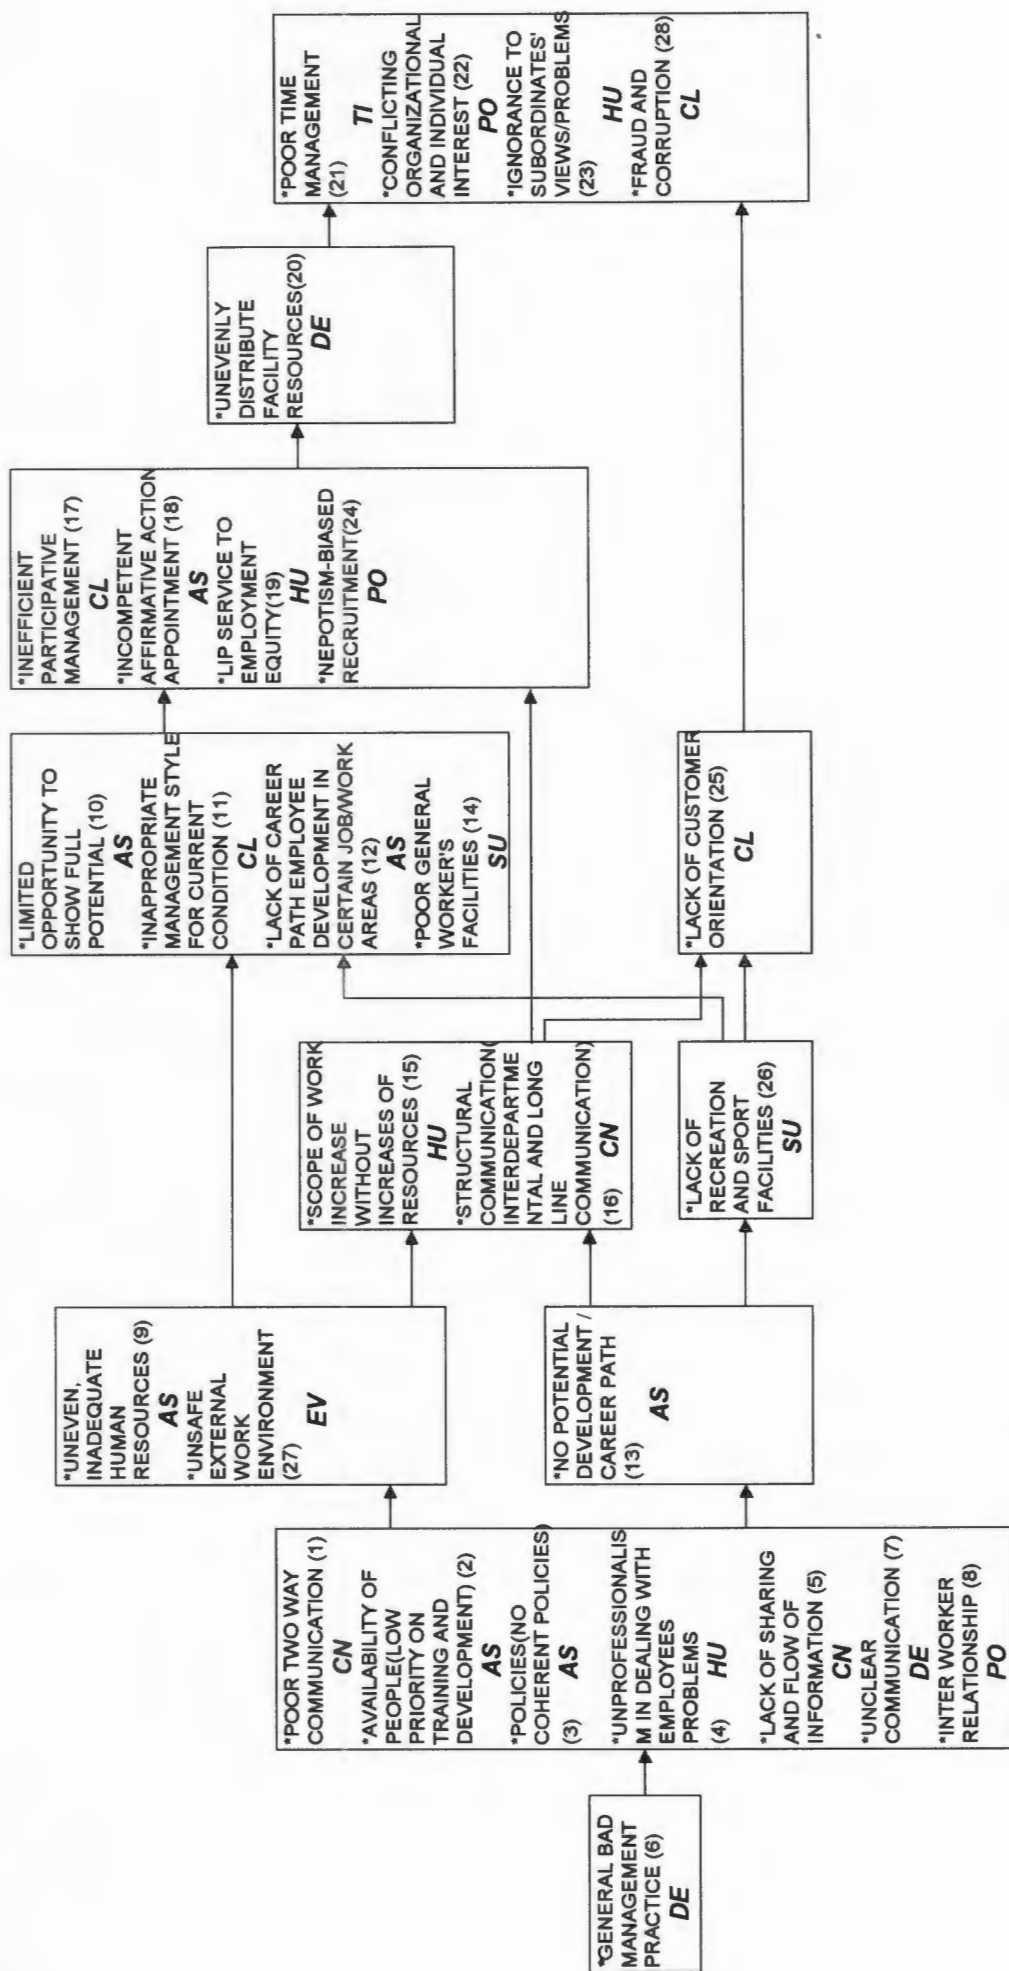 *GENERAL BAD
MANAGEMENT
PRACTICE (6)
DE
*POOR TWO WAY
COMMUNICATION (1)
CN
*AVAILABILITY OF
PEOPLE(LOW
PRIORITY ON
TRAINING AND
DEVELOPMENT) (2)
AS
*POLICIES(NO
COHERENT POLICIES)
(3) AS
*UNPROFESSIONALIS
M IN DEALING WITH
EMPLOYEES
PROBLEMS
(4) HU
*LACK OF SHARING
AND FLOW OF
INFORMATION (5)
CN
*UNCLEAR
COMMUNICATION (7)
DE
*INTER WORKER
RELATIONSHIP (8)
PO
*UNEVEN,
INADEQUATE
HUMAN
RESOURCES (9)
AS
*UNSAFE
EXTERNAL
WORK
ENVIRONMENT
(27)
EV
*NO POTENTIAL
DEVELOPMENT /
CAREER PATH
(13)
AS
*SCOPE OF WORK
INCREASE
WITHOUT
INCREASES OF
RESOURCES (15)
HU
*STRUCTURAL
COMMUNICATION(
INTERDEPARTME
NTAL AND LONG
LINE
COMMUNICATION)
(16) CN
*LACK OF
RECREATION
AND SPORT
FACILITIES (26)
SU
*LIMITED
OPPORTUNITY TO
SHOW FULL
POTENTIAL (10)
AS
*INAPPROPRIATE
MANAGEMENT STYLE
FOR CURRENT
CONDITION (11)
CL
*LACK OF CAREER
PATH EMPLOYEE
DEVELOPMENT IN
CERTAIN JOB/WORK
AREAS (12)
AS
*POOR GENERAL
WORKER'S
FACILITIES (14)
SU
*LACK OF CUSTOMER
ORIENTATION (25)
CL
*INEFFICIENT
PARTICIPATIVE
MANAGEMENT (17)
CL
*INCOMPETENT
AFFIRMATIVE ACTION
APPOINTMENT (18)
AS
*LIP SERVICE TO
EMPLOYMENT
EQUITY(19)
HU
*NEPOTISM-BIASED
RECRUITMENT(24)
PO
*UNEVENLY
DISTRIBUTE
FACILITY
RESOURCES(20)
DE
*POOR TIME
MANAGEMENT
(21)
TI
*CONFLICTING
ORGANIZATIONAL
AND INDIVIDUAL
INTEREST (22)
PO
*IGNORANCE TO
SUBORDINATES'
VIEWS/PROBLEMS
(23)
HU
*FRAUD AND
CORRUPTION (28)
CL